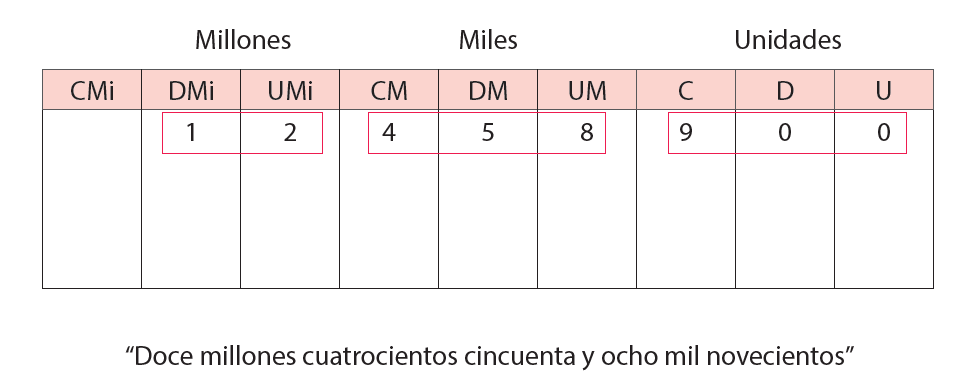 Millones Miles Unidades
CMi DMi UMi CM DM UM C D U
1 2 4 5 8 9 0 0
“Doce millones cuatrocientos cincuenta y ocho mil novecientos”